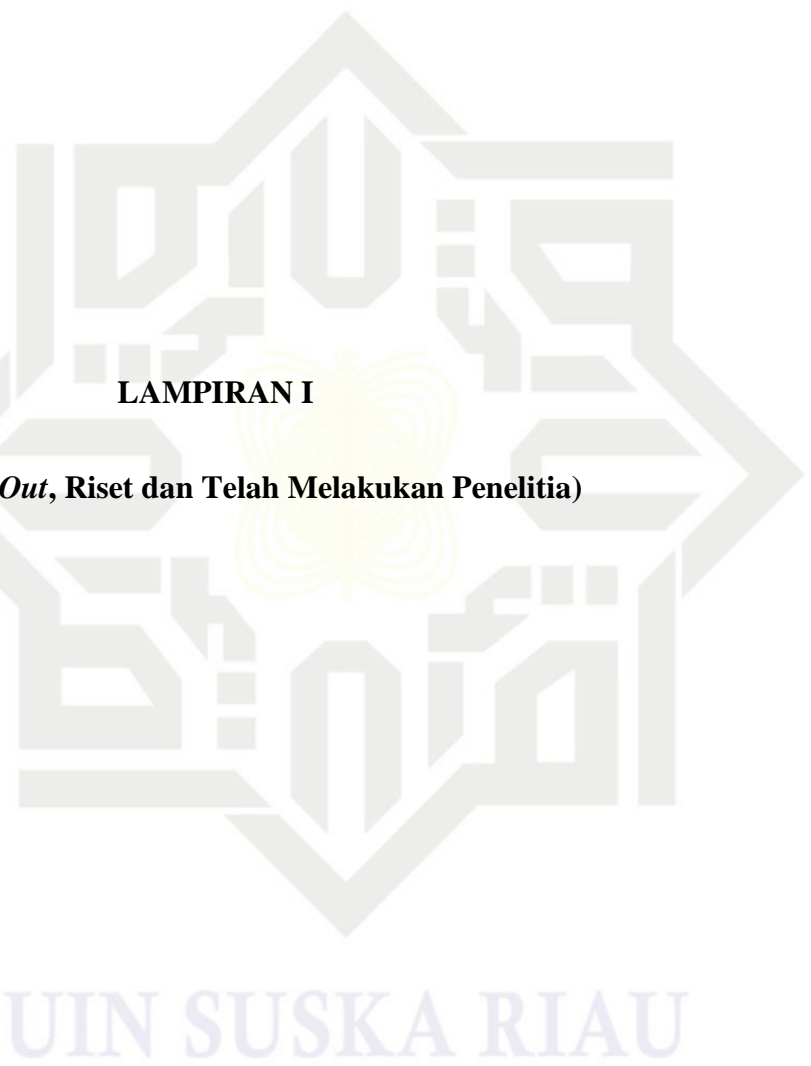 LAMPIRAN I
Out, Riset dan Telah Melakukan Penelitia)
UIN SUSKA RIAU